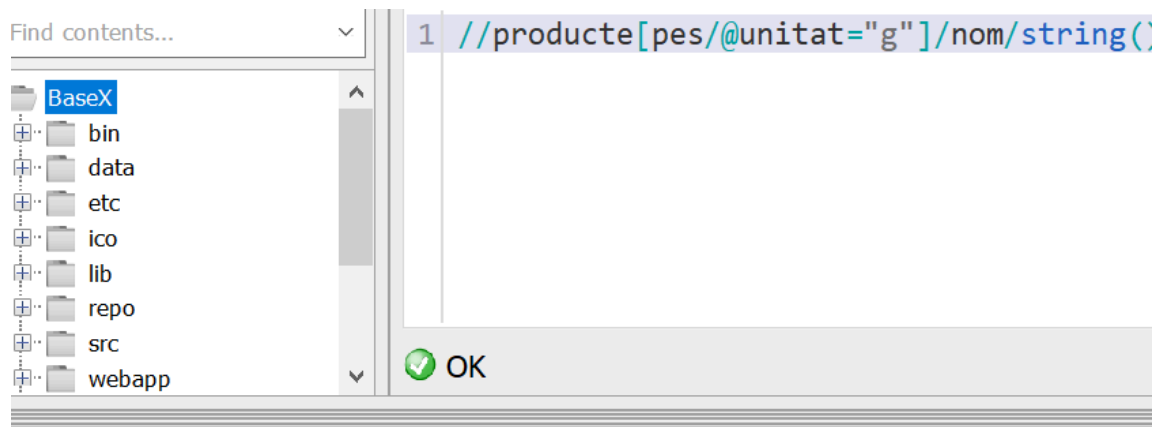 Find contents...
BaseX
bin
data
etc
ico
lib
repo
src
webapp
1 //producte[pes/@unitat="g"]/nom/string()
OK